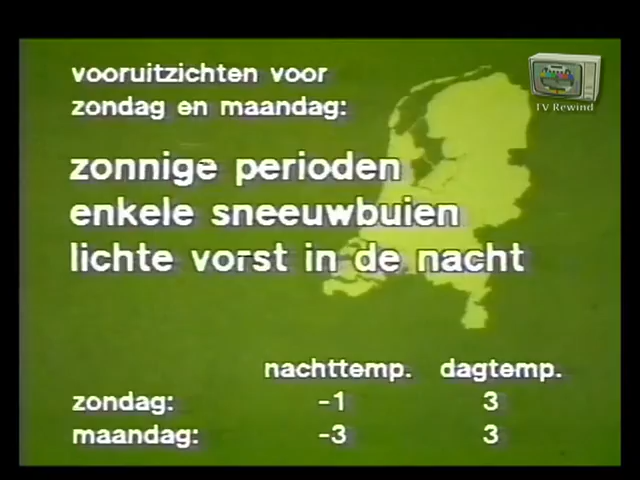 vooruitzichten voor
zondag en maandag:
TV Rewind
zonnige perioden
enkele sneeuwbuien
lichte vorst in de nacht
nachttemp. dagtemp.
zondag: -1 3
maandag: -3 3